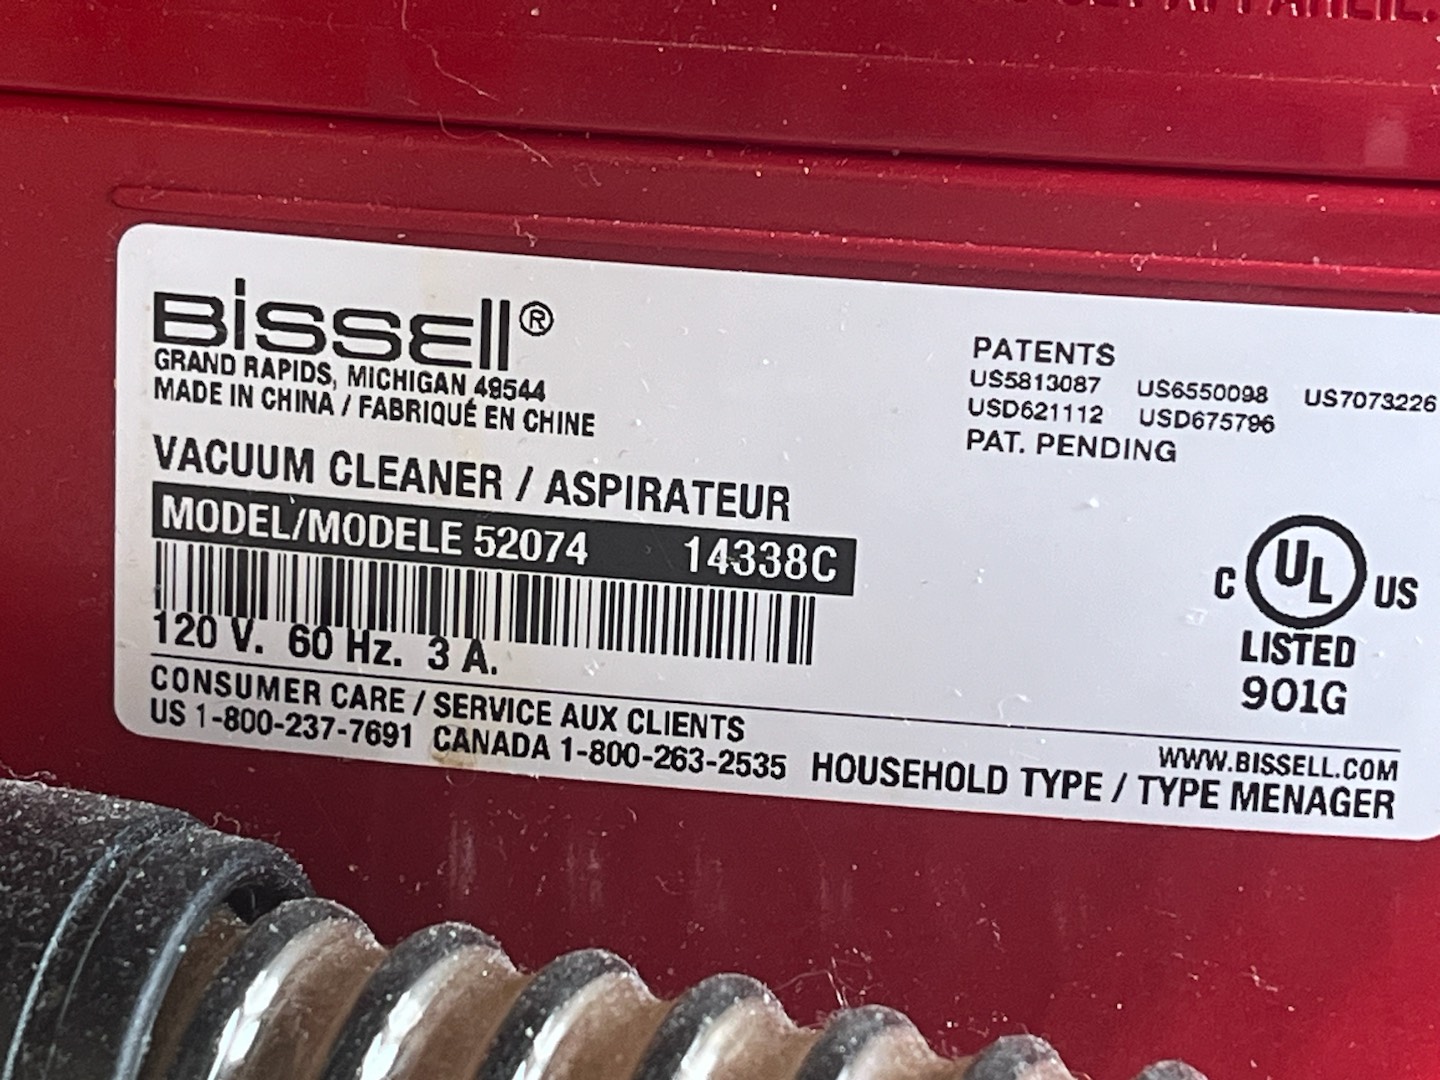 Bissell®
GRAND RAPIDS, MICHIGAN 49544
MADE IN CHINA / FABRIQUÉ EN CHINE
VACUUM CLEANER / ASPIRATEUR
MODEL/MODELE 52074 14338C
120 V. 60 Hz. 3 A.
CONSUMER CARE / SERVICE AUX CLIENTS
US 1-800-237-7691 CANADA 1-800-263-2535
PATENTS
US5813087 US6550098 US7073226
USD621112 USD675796
PAT. PENDING
C UL US
LISTED
901G
WWW.BISSELL.COM
HOUSEHOLD TYPE / TYPE MENAGER